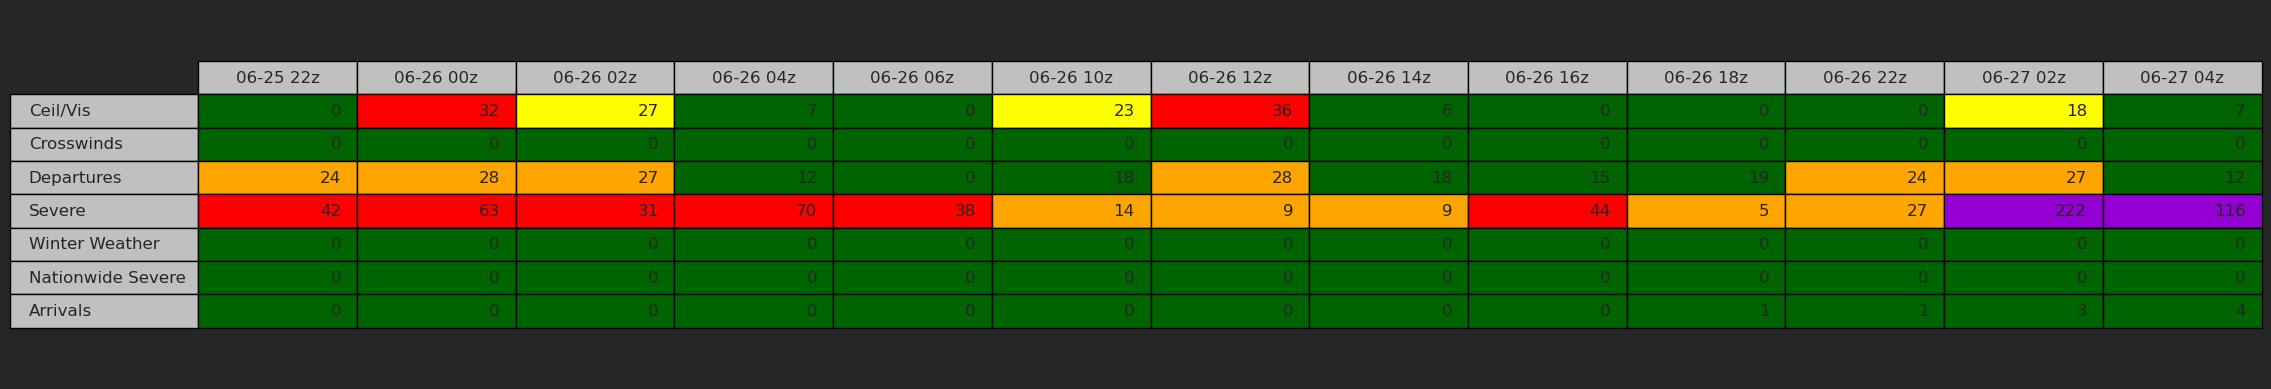 06-25 22z 06-26 00z 06-26 02z 06-26 04z 06-26 06z 06-26 10z 06-26 12z 06-26 14z 06-26 16z 06-26 18z 06-26 22z 06-27 02z 06-27 04z
Ceil/Vis 0 32 27 7 0 23 36 6 0 0 0 18 7
Crosswinds 0 0 0 0 0 0 0 0 0 0 0 0 0
Departures 24 28 27 12 0 18 28 18 15 19 24 27 12
Severe 42 63 31 70 38 14 9 9 44 5 27 222 116
Winter Weather 0 0 0 0 0 0 0 0 0 0 0 0 0
Nationwide Severe 0 0 0 0 0 0 0 0 0 0 0 0 0
Arrivals 0 0 0 0 0 0 0 0 0 1 1 3 4